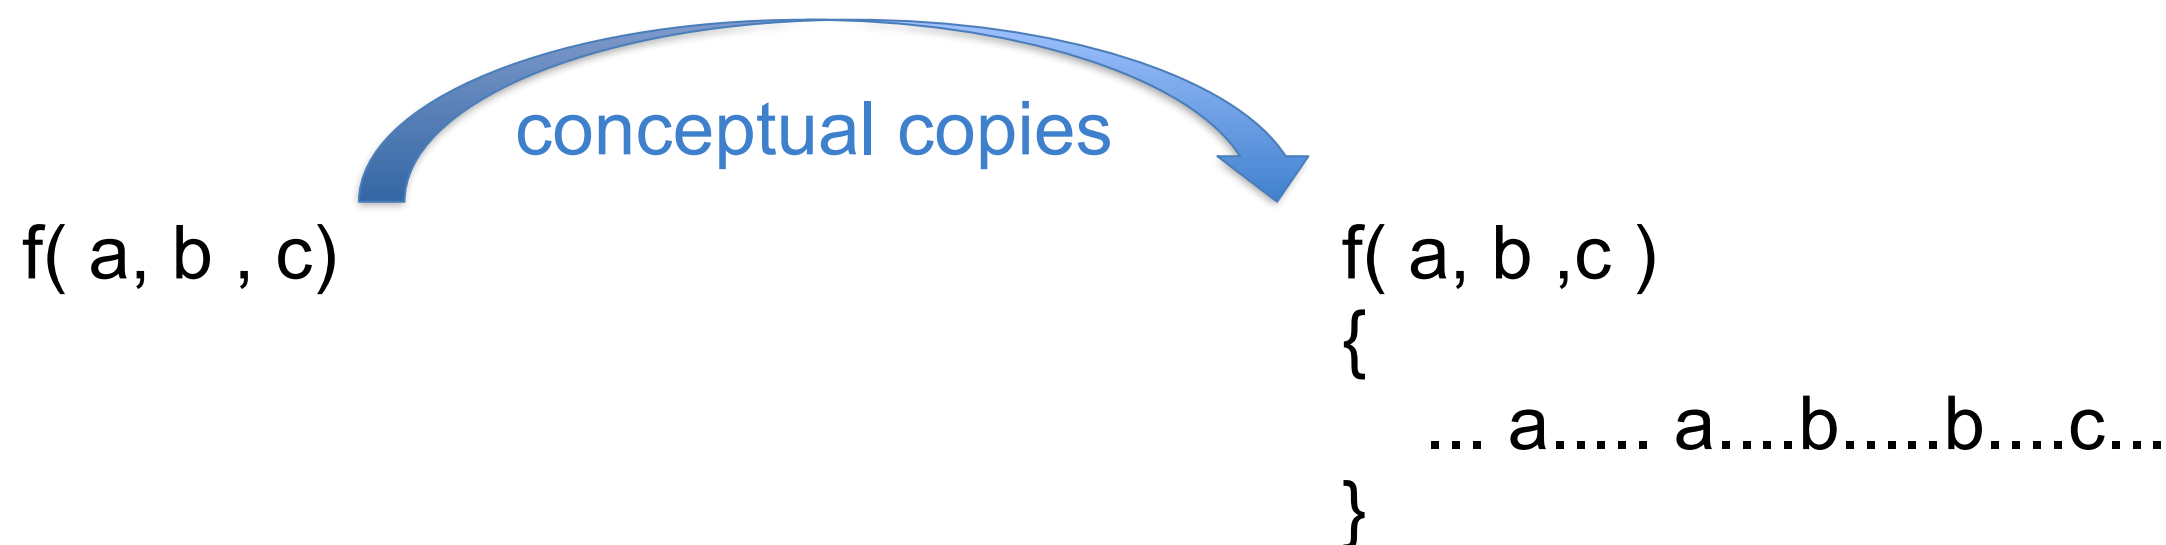 conceptual copies
f( a, b , c)
f( a, b ,c )
{
... a..... a....b.....b....c...
}